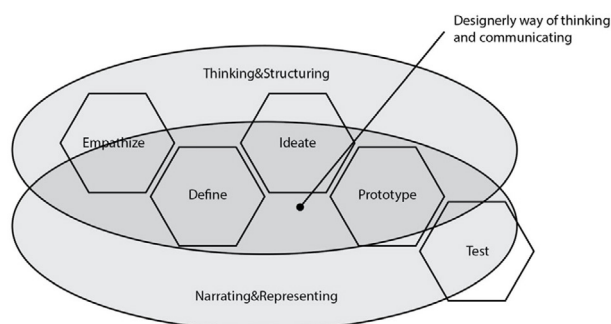 Designerly way of thinking
and communicating
Thinking&Structuring
Empathize
Ideate
Define
Prototype
Test
Narrating&Representing